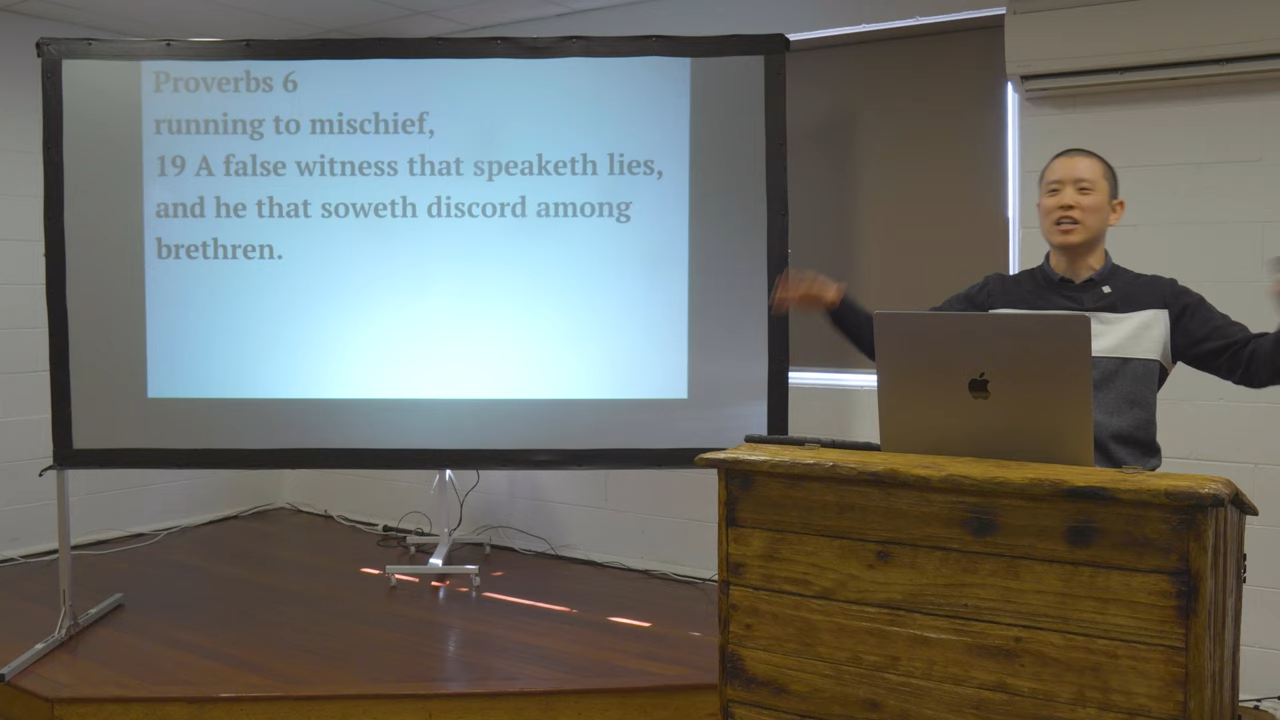 Proverbs 6
running to mischief,
19 A false witness that speaketh lies,
and he that soweth discord among
brethren.